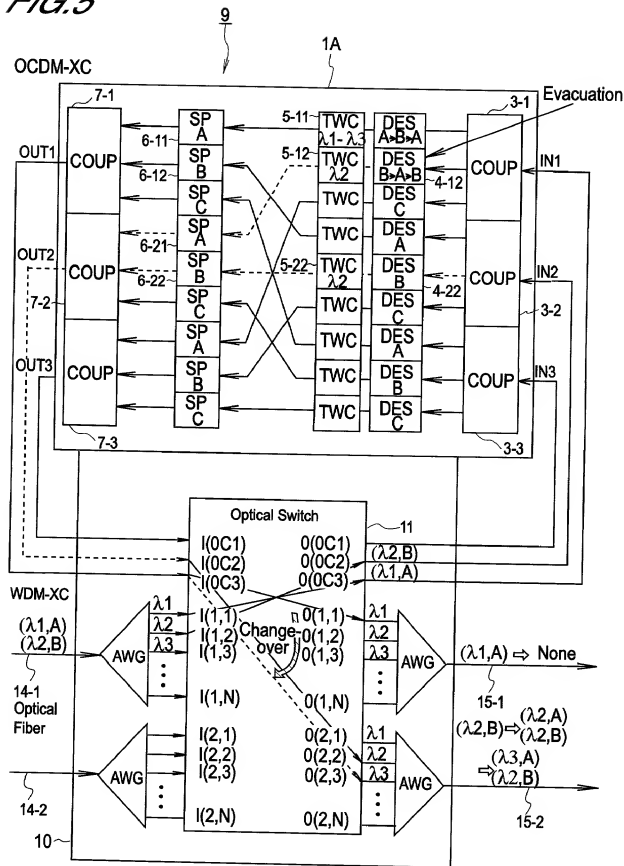 FIG.5
9
1A
OCDM-XC
Evacuation
7-1
5-11
3-1
SP A
TWC λ1-λ3
DES A▸B▸A
6-11
5-12
OUT1
COUP
SP B
TWC λ2
DES B▸A▸B
COUP
IN1
6-12
4-12
SP C
TWC
DES C
SP A
TWC
DES A
6-21
5-22
OUT2
COUP
SP B
TWC λ2
DES B
COUP
IN2
6-22
4-22
7-2
SP C
TWC
DES C
3-2
OUT3
SP A
TWC
DES A
IN3
COUP
SP B
TWC
DES B
COUP
SP C
TWC
DES C
7-3
3-3
Optical Switch
11
I(0C1)
0(0C1)
(λ2,B)
I(0C2)
0(0C2)
(λ1,A)
I(0C3)
0(0C3)
WDM-XC
(λ1,A)
(λ2,B)
λ1
I(1,1)
0(1,1)
λ1
λ2
I(1,2)
Change-over
0(1,2)
λ2
AWG
λ3
I(1,3)
0(1,3)
λ3
AWG
(λ1,A) ⇨ None
14-1
Optical Fiber
15-1
I(1,N)
0(1,N)
(λ2,B) ⇨ (λ2,A)
(λ2,B)
I(2,1)
0(2,1)
λ1
I(2,2)
0(2,2)
λ2
⇨ (λ3,A)
(λ2,B)
AWG
I(2,3)
0(2,3)
λ3
AWG
14-2
15-2
10
I(2,N)
0(2,N)